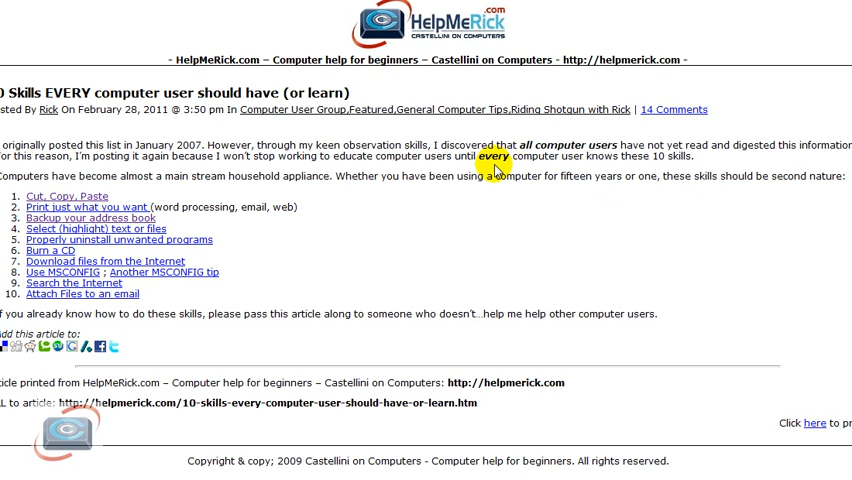 .com
HelpMeRick
CASTELLINI ON COMPUTERS
- HelpMeRick.com – Computer help for beginners – Castellini on Computers - http://helpmerick.com -
0 Skills EVERY computer user should have (or learn)
sted By Rick On February 28, 2011 @ 3:50 pm In Computer User Group,Featured,General Computer Tips,Riding Shotgun with Rick | 14 Comments
originally posted this list in January 2007. However, through my keen observation skills, I discovered that all computer users have not yet read and digested this information
or this reason, I'm posting it again because I won't stop working to educate computer users until every computer user knows these 10 skills.
Computers have become almost a main stream household appliance. Whether you have been using a computer for fifteen years or one, these skills should be second nature:
1. Cut, Copy, Paste
2. Print just what you want (word processing, email, web)
3. Backup your address book
4. Select (highlight) text or files
5. Properly uninstall unwanted programs
6. Burn a CD
7. Download files from the Internet
8. Use MSCONFIG ; Another MSCONFIG tip
9. Search the Internet
10. Attach Files to an email
f you already know how to do these skills, please pass this article along to someone who doesn't…help me help other computer users.
Add this article to:
ticle printed from HelpMeRick.com – Computer help for beginners – Castellini on Computers: http://helpmerick.com
L to article: http://helpmerick.com/10-skills-every-computer-user-should-have-or-learn.htm
Click here to pr
Copyright & copy; 2009 Castellini on Computers - Computer help for beginners. All rights reserved.